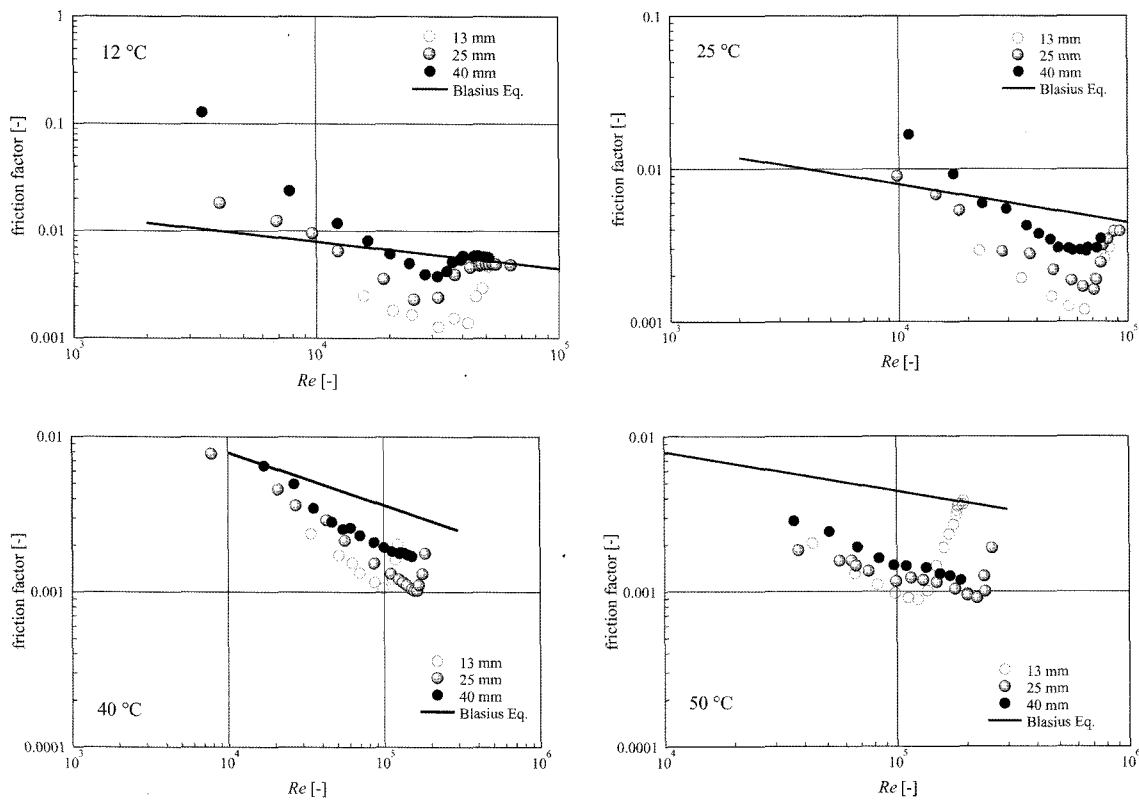 1
0.1
0.01
0.001
10³
10⁴
10⁵
friction factor [-]
Re [-]
12 °C
13 mm
25 mm
40 mm
Blasius Eq.
0.1
0.01
0.001
10³
10⁴
10⁵
friction factor [-]
Re [-]
25 °C
13 mm
25 mm
40 mm
Blasius Eq.
0.01
0.001
0.0001
10³
10⁴
10⁵
10⁶
friction factor [-]
Re [-]
40 °C
13 mm
25 mm
40 mm
Blasius Eq.
0.01
0.001
0.0001
10⁴
10⁵
10⁶
friction factor [-]
Re [-]
50 °C
13 mm
25 mm
40 mm
Blasius Eq.